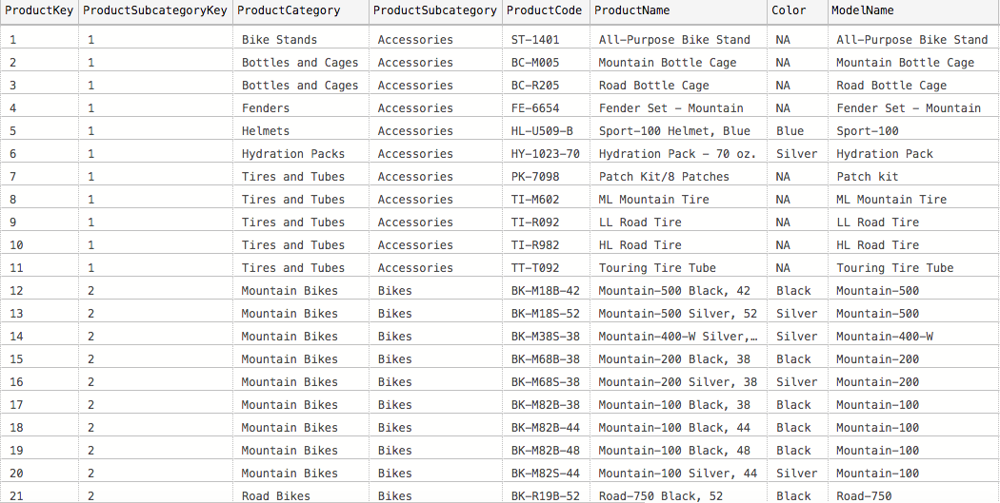 ProductKey ProductSubcategoryKey ProductCategory ProductSubcategory ProductCode ProductName Color ModelName
1 1 Bike Stands Accessories ST-1401 All-Purpose Bike Stand NA All-Purpose Bike Stand
2 1 Bottles and Cages Accessories BC-M005 Mountain Bottle Cage NA Mountain Bottle Cage
3 1 Bottles and Cages Accessories BC-R205 Road Bottle Cage NA Road Bottle Cage
4 1 Fenders Accessories FE-6654 Fender Set - Mountain NA Fender Set - Mountain
5 1 Helmets Accessories HL-U509-B Sport-100 Helmet, Blue Blue Sport-100
6 1 Hydration Packs Accessories HY-1023-70 Hydration Pack - 70 oz. Silver Hydration Pack
7 1 Tires and Tubes Accessories PK-7098 Patch Kit/8 Patches NA Patch kit
8 1 Tires and Tubes Accessories TI-M602 ML Mountain Tire NA ML Mountain Tire
9 1 Tires and Tubes Accessories TI-R092 LL Road Tire NA LL Road Tire
10 1 Tires and Tubes Accessories TI-R982 HL Road Tire NA HL Road Tire
11 1 Tires and Tubes Accessories TT-T092 Touring Tire Tube NA Touring Tire Tube
12 2 Mountain Bikes Bikes BK-M18B-42 Mountain-500 Black, 42 Black Mountain-500
13 2 Mountain Bikes Bikes BK-M18S-52 Mountain-500 Silver, 52 Silver Mountain-500
14 2 Mountain Bikes Bikes BK-M38S-38 Mountain-400-W Silver,… Silver Mountain-400-W
15 2 Mountain Bikes Bikes BK-M68B-38 Mountain-200 Black, 38 Black Mountain-200
16 2 Mountain Bikes Bikes BK-M68S-38 Mountain-200 Silver, 38 Silver Mountain-200
17 2 Mountain Bikes Bikes BK-M82B-38 Mountain-100 Black, 38 Black Mountain-100
18 2 Mountain Bikes Bikes BK-M82B-44 Mountain-100 Black, 44 Black Mountain-100
19 2 Mountain Bikes Bikes BK-M82B-48 Mountain-100 Black, 48 Black Mountain-100
20 2 Mountain Bikes Bikes BK-M82S-44 Mountain-100 Silver, 44 Silver Mountain-100
21 2 Road Bikes Bikes BK-R19B-52 Road-750 Black, 52 Black Road-750